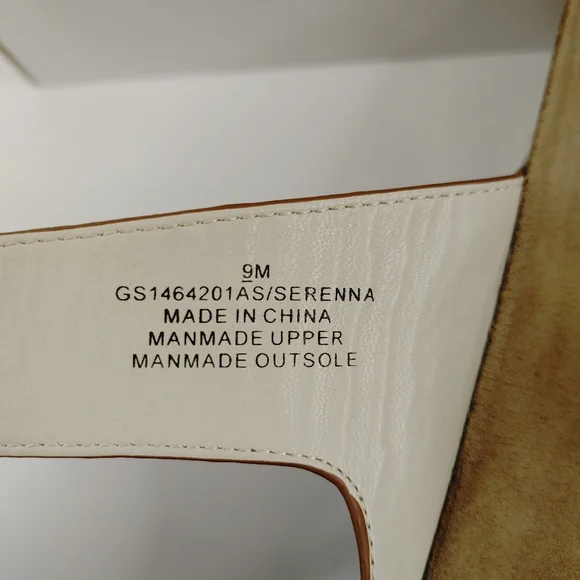 9M
GS1464201AS/SERENNA
MADE IN CHINA
MANMADE UPPER
MANMADE OUTSOLE